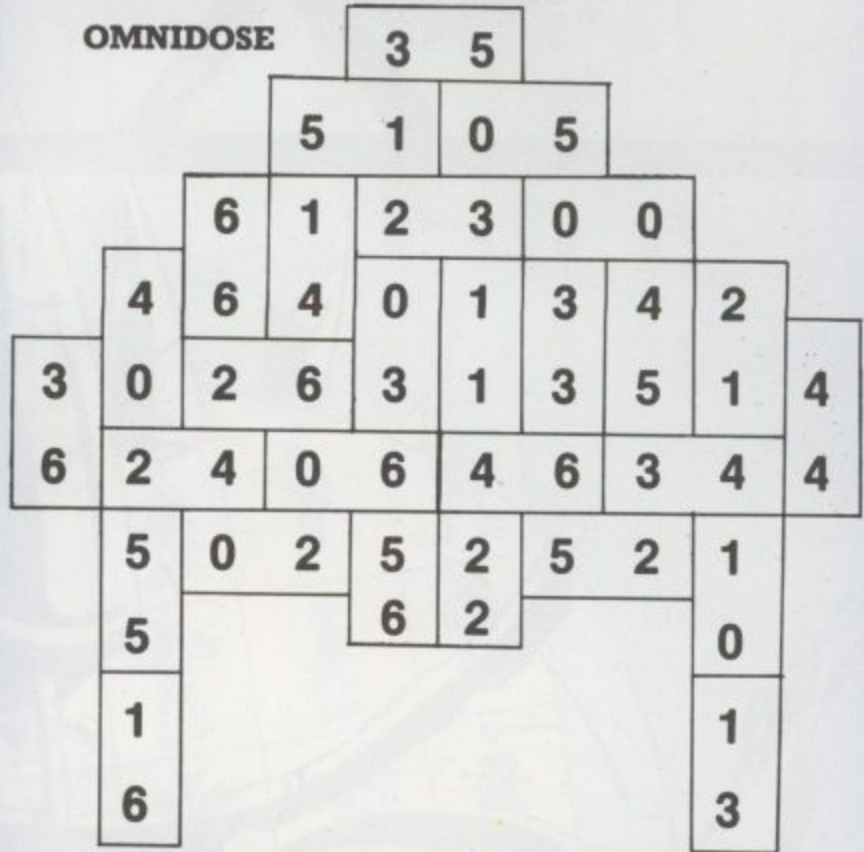 OMNIDOSE
3 5
5 1 0 5
6 1 2 3 0 0
4 6 4 0 1 3 4 2
3 0 2 6 3 1 3 5 1 4
6 2 4 0 6 4 6 3 4 4
5 0 2 5 2 5 2 1
5 6 2 0
1 1
6 3